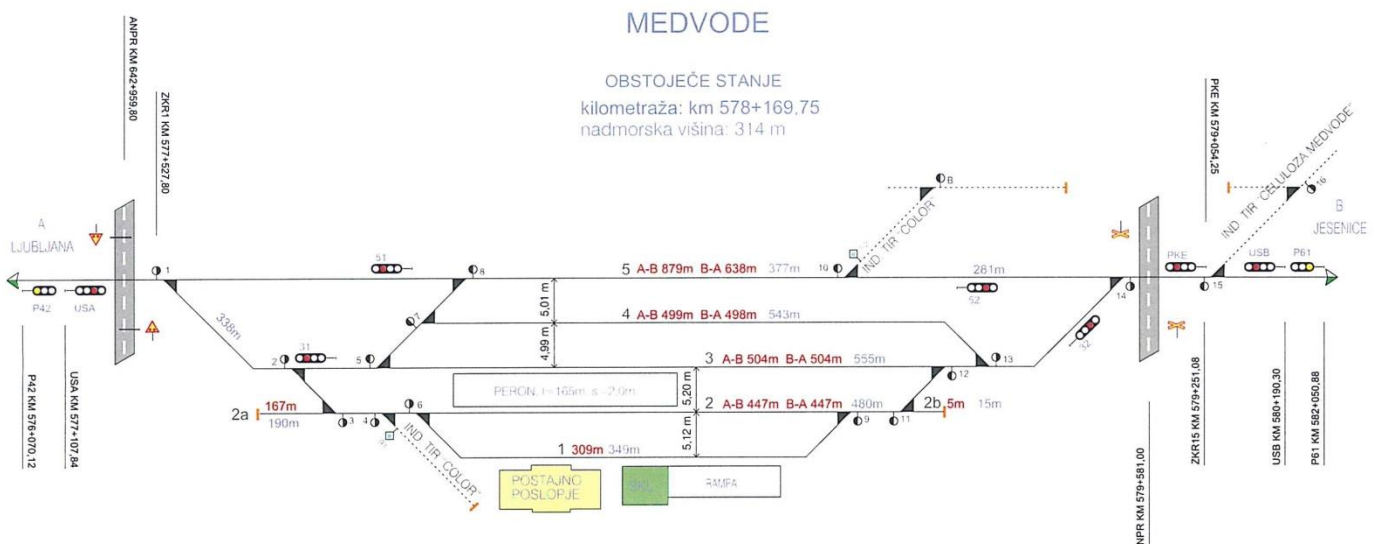 MEDVODE
OBSTOJEČE STANJE
kilometraža: km 578+169,75
nadmorska višina: 314 m
ANPR KM 642+959,80
ZKR1 KM 577+527,80
PKE KM 579+054,25
A
LJUBLJANA
B
JESENICE
IND TIR "CELULOZA MEDVODE"
16
8
IND TIR "COLOR"
1
51
8
5 A-B 879m B-A 638m 377m
10
281m
PKE
USB
P61
P42
USA
52
14
15
338m
7
5,01 m
4 A-B 499m B-A 498m 543m
32
4,99 m
2
31
5
3 A-B 504m B-A 504m 555m
13
12
PERON, l=165m, s=2,0m
5,20 m
2a
167m
190m
3
4
6
2 A-B 447m B-A 447m 480m
9
11
2b
5m
15m
IND TIR "COLOR"
5,12 m
1 309m 349m
POSTAJNO
POSLOPJE
RAMPA
P42 KM 576+070,12
USA KM 577+107,84
NPR KM 579+581,00
ZKR15 KM 579+251,08
USB KM 580+190,30
P61 KM 582+050,88